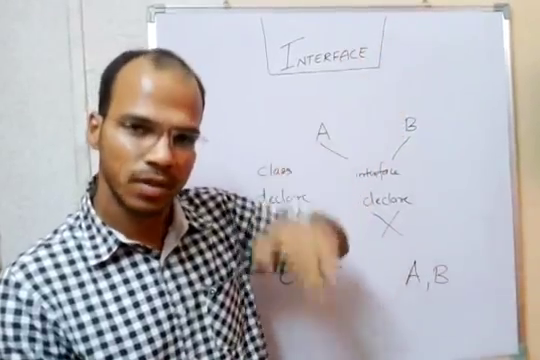 INTERFACE
A B
class interface
declare declare
A, B